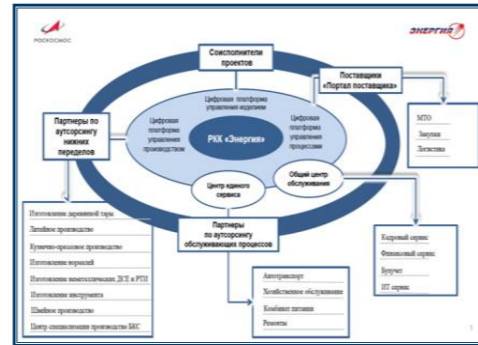 РОСКОСМОС
ЭНЕРГИЯ
Соисполнители
проектов
Поставщики
«Портал поставщика»
МТО
Закупки
Логистика
Партнеры по
аутсорсингу
нижних
переделов
Цифровая платформа
управления изделием
Цифровая
платформа
управления
производством
РКК «Энергия»
Цифровая
платформа
управления
процессами
Центр единого
сервиса
Общий центр
обслуживания
Партнеры
по аутсорсингу
обслуживающих процессов
Изготовление деревянной тары
Литейное производство
Кузнечно-прессовое производство
Изготовление нормалей
Изготовление неметаллических ДСЕ и РТИ
Изготовление инструмента
Швейное производство
Центр специализации производства БКС
Автотранспорт
Хозяйственное обслуживание
Комбинат питания
Ремонты
Кадровый сервис
Финансовый сервис
Бухучет
ИТ сервис